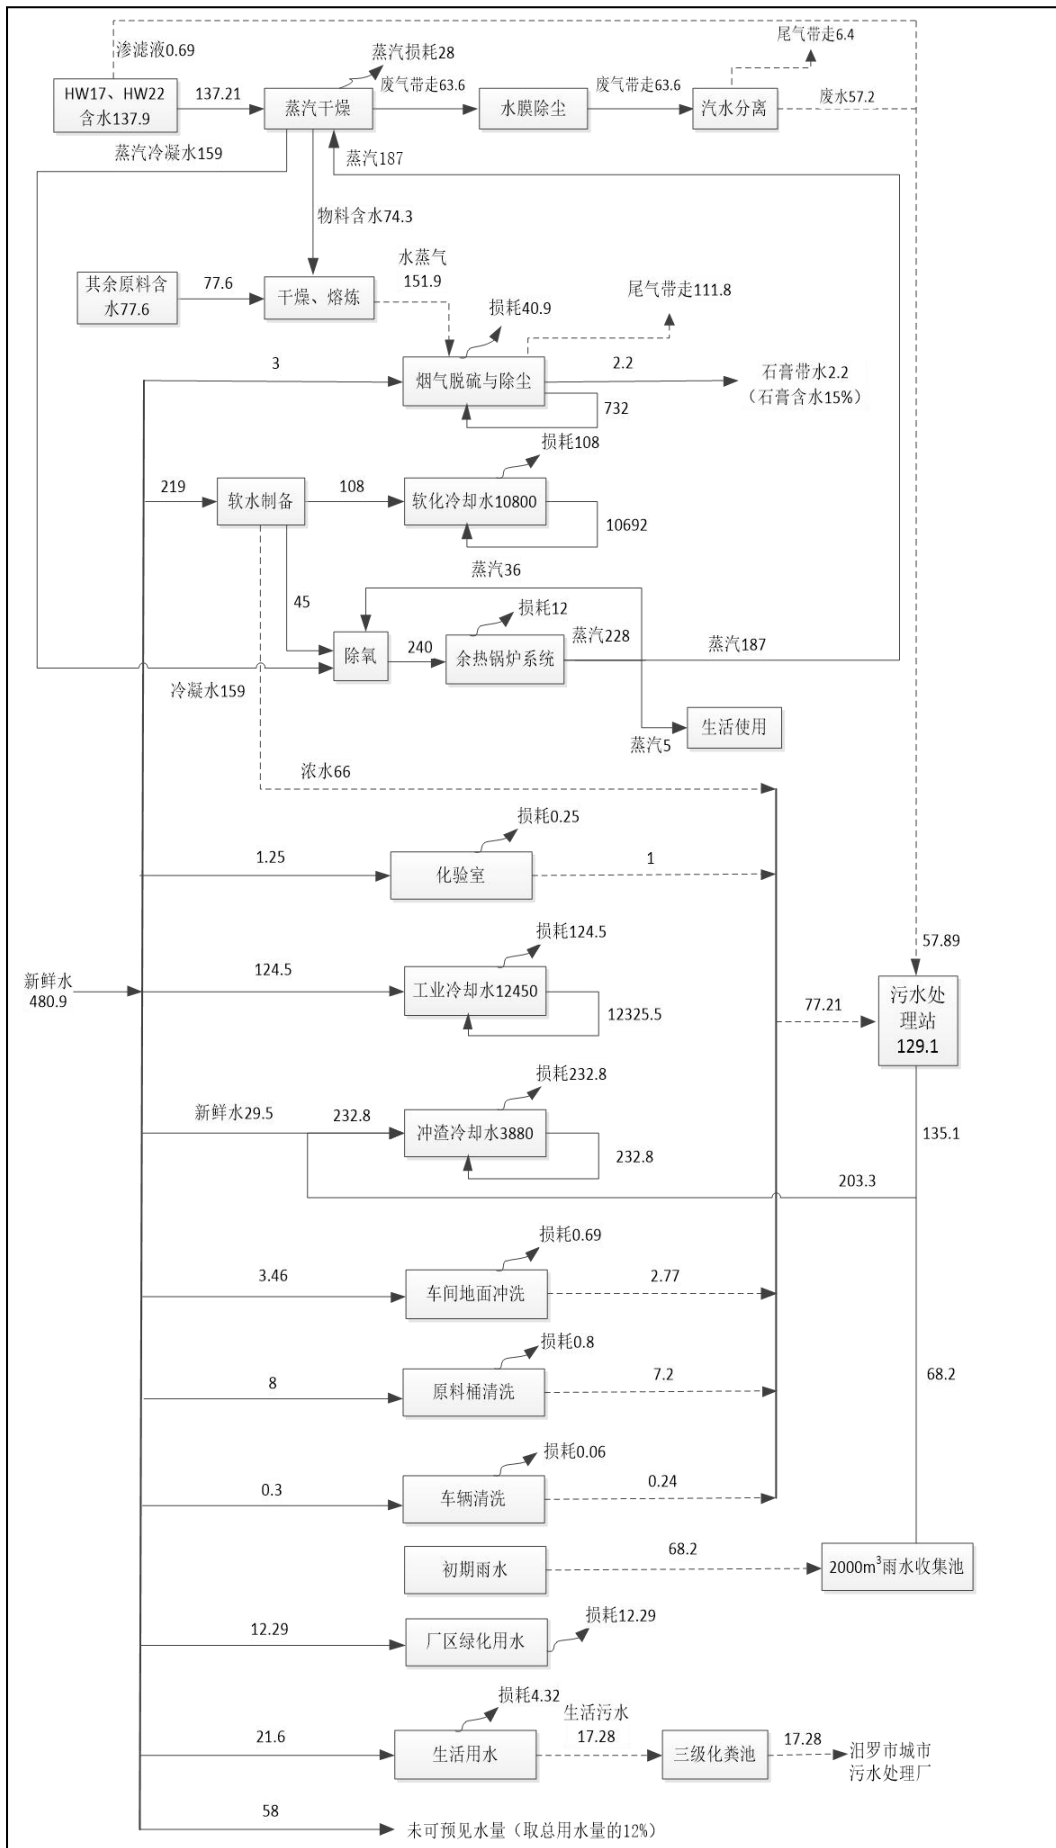 渗滤液0.69
蒸汽损耗28
尾气带走6.4
HW17、HW22
含水137.9
137.21
蒸汽干燥
废气带走63.6
水膜除尘
废气带走63.6
汽水分离
废水57.2
蒸汽冷凝水159
蒸汽187
物料含水74.3
其余原料含
水77.6
77.6
干燥、熔炼
水蒸气
151.9
损耗40.9
尾气带走111.8
3
烟气脱硫与除尘
2.2
石膏带水2.2
（石膏含水15%）
732
损耗108
219
软水制备
108
软化冷却水10800
10692
蒸汽36
45
损耗12
除氧
240
余热锅炉系统
蒸汽228
蒸汽187
冷凝水159
生活使用
蒸汽5
浓水66
损耗0.25
1.25
化验室
1
损耗124.5
57.89
新鲜水
480.9
124.5
工业冷却水12450
12325.5
77.21
污水处
理站
129.1
损耗232.8
新鲜水29.5
232.8
冲渣冷却水3880
232.8
135.1
203.3
损耗0.69
3.46
车间地面冲洗
2.77
损耗0.8
8
原料桶清洗
7.2
68.2
损耗0.06
0.3
车辆清洗
0.24
初期雨水
68.2
2000m³雨水收集池
12.29
厂区绿化用水
损耗12.29
损耗4.32
21.6
生活用水
生活污水
17.28
三级化粪池
17.28
汨罗市城市
污水处理厂
58
未可预见水量（取总用水量的12%）